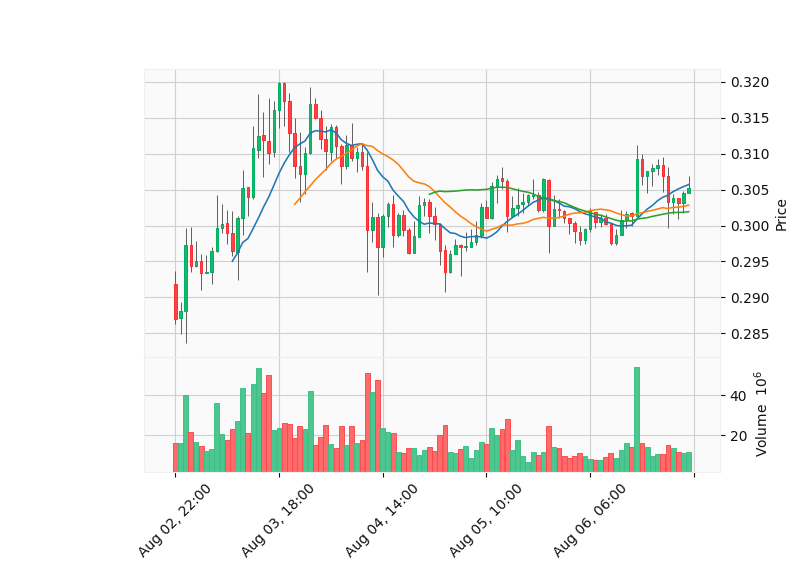 0.320
0.315
0.310
0.305
0.300
0.295
0.290
0.285
Price
40
20
Volume 10⁶
Aug 02, 22:00
Aug 03, 18:00
Aug 04, 14:00
Aug 05, 10:00
Aug 06, 06:00